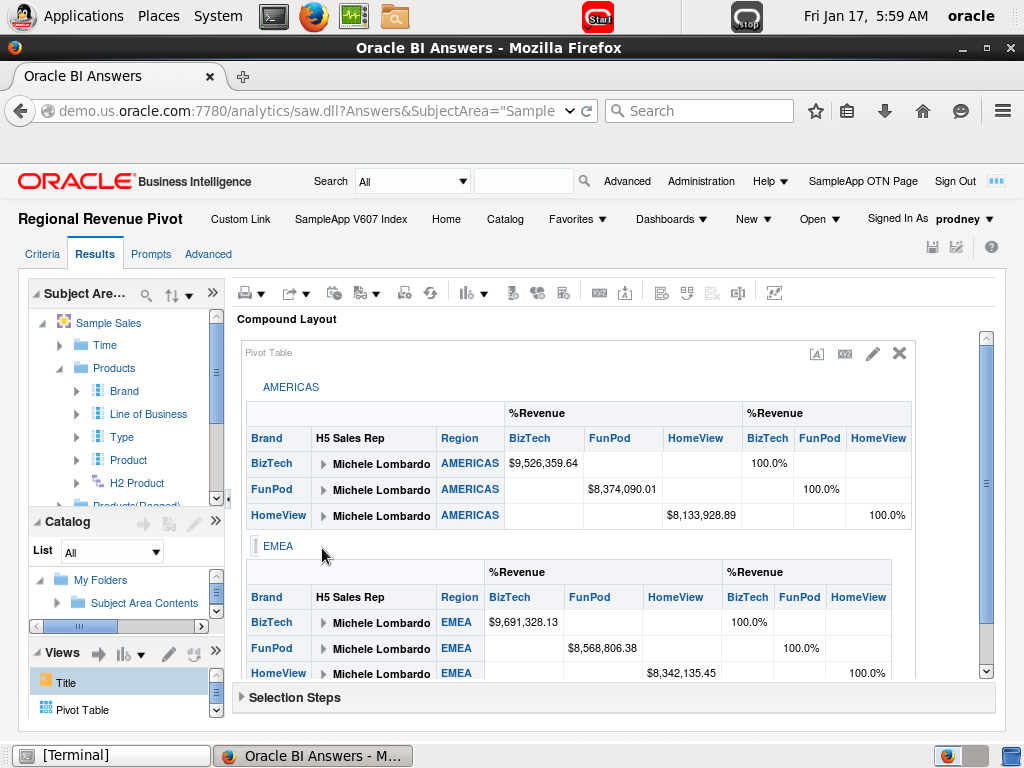 Applications Places System Start stop Fri Jan 17, 5:59 AM oracle
Oracle BI Answers - Mozilla Firefox
Oracle BI Answers
demo.us.oracle.com:7780/analytics/saw.dll?Answers&SubjectArea="Sample Search
ORACLE Business Intelligence Search All Advanced Administration Help SampleApp OTN Page Sign Out
Regional Revenue Pivot Custom Link SampleApp V607 Index Home Catalog Favorites Dashboards New Open Signed In As prodney
Criteria Results Prompts Advanced
Subject Are...
Sample Sales
Time
Products
Brand
Line of Business
Type
Product
H2 Product
Products(Ragged)
Catalog
List All
My Folders
Subject Area Contents
Views
Title
Pivot Table
Compound Layout
Pivot Table
AMERICAS
%Revenue %Revenue
Brand H5 Sales Rep Region BizTech FunPod HomeView BizTech FunPod HomeView
BizTech Michele Lombardo AMERICAS $9,526,359.64 100.0%
FunPod Michele Lombardo AMERICAS $8,374,090.01 100.0%
HomeView Michele Lombardo AMERICAS $8,133,928.89 100.0%
EMEA
%Revenue %Revenue
Brand H5 Sales Rep Region BizTech FunPod HomeView BizTech FunPod HomeView
BizTech Michele Lombardo EMEA $9,691,328.13 100.0%
FunPod Michele Lombardo EMEA $8,568,806.38 100.0%
HomeView Michele Lombardo EMEA $8,342,135.45 100.0%
Selection Steps
[Terminal] Oracle BI Answers - M...